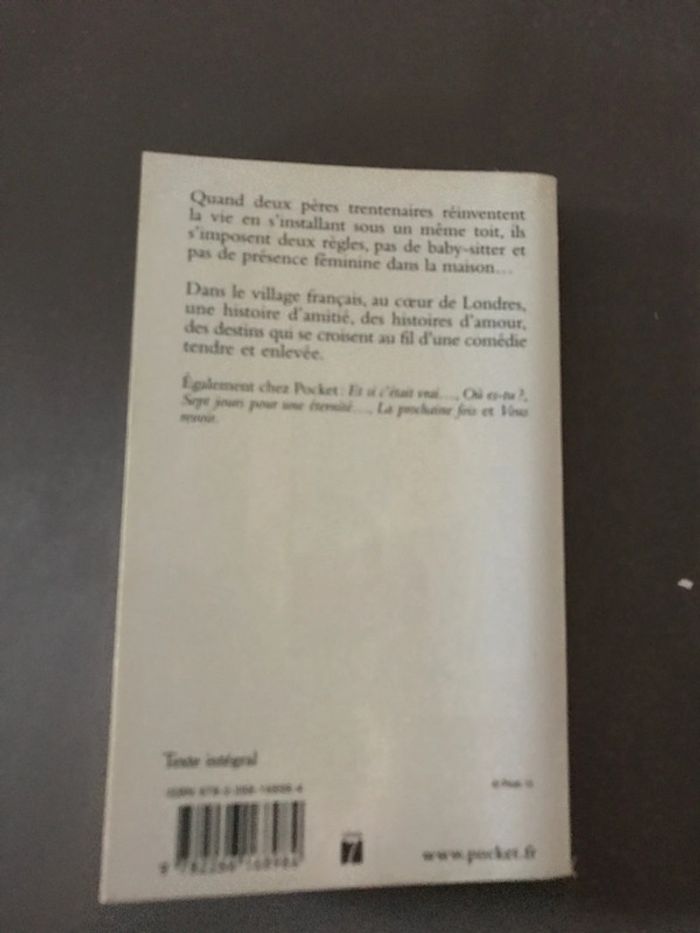 Quand deux pères trentenaires réinventent
la vie en s'installant sous un même toit, ils
s'imposent deux règles, pas de baby-sitter et
pas de présence féminine dans la maison...
Dans le village français, au cœur de Londres,
une histoire d'amitié, des histoires d'amour,
des destins qui se croisent au fil d'une comédie
tendre et enlevée.
Également chez Pocket : Et si c'était vrai..., Où es-tu ?,
Sept jours pour une éternité..., La prochaine fois et Vous
revoir.
Texte intégral
ISBN
7
www.pocket.fr